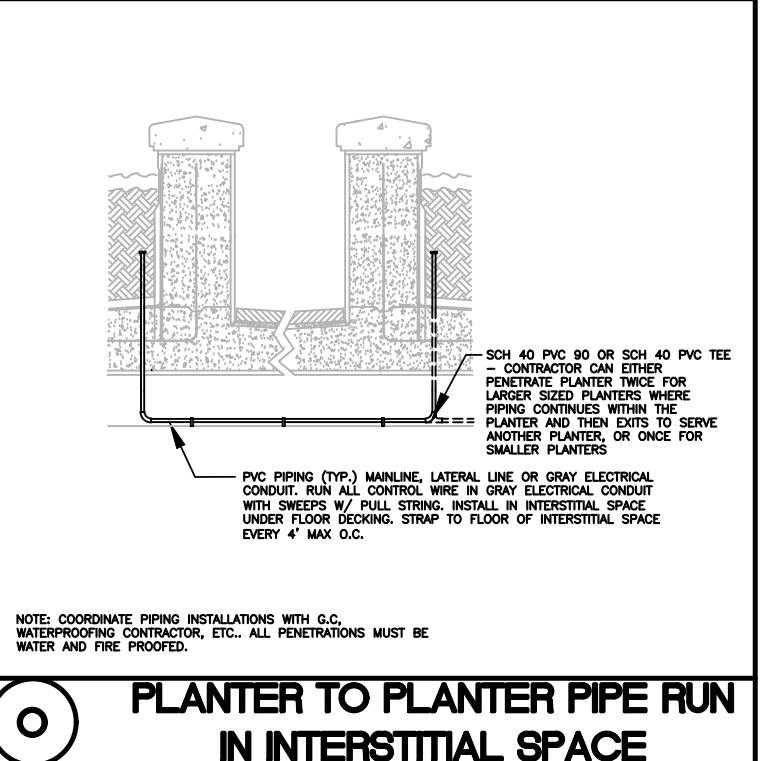 SCH 40 PVC 90 OR SCH 40 PVC TEE
– CONTRACTOR CAN EITHER
PENETRATE PLANTER TWICE FOR
LARGER SIZED PLANTERS WHERE
PIPING CONTINUES WITHIN THE
PLANTER AND THEN EXITS TO SERVE
ANOTHER PLANTER, OR ONCE FOR
SMALLER PLANTERS
PVC PIPING (TYP.) MAINLINE, LATERAL LINE OR GRAY ELECTRICAL
CONDUIT. RUN ALL CONTROL WIRE IN GRAY ELECTRICAL CONDUIT
WITH SWEEPS W/ PULL STRING. INSTALL IN INTERSTITIAL SPACE
UNDER FLOOR DECKING. STRAP TO FLOOR OF INTERSTITIAL SPACE
EVERY 4' MAX O.C.
NOTE: COORDINATE PIPING INSTALLATIONS WITH G.C,
WATERPROOFING CONTRACTOR, ETC.. ALL PENETRATIONS MUST BE
WATER AND FIRE PROOFED.
PLANTER TO PLANTER PIPE RUN
IN INTERSTITIAL SPACE